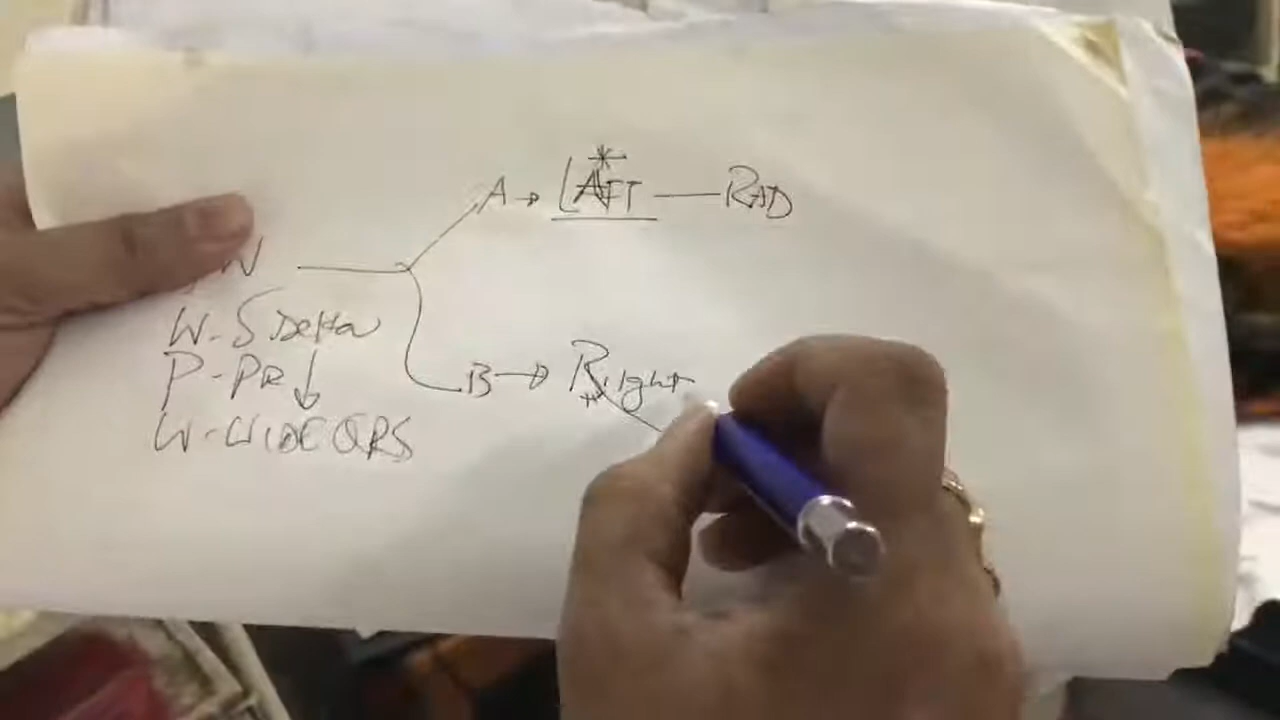 A → LAFT — RAD
W
W - δ Delta
P - PR ↓
B → Right
W - WIDE QRS